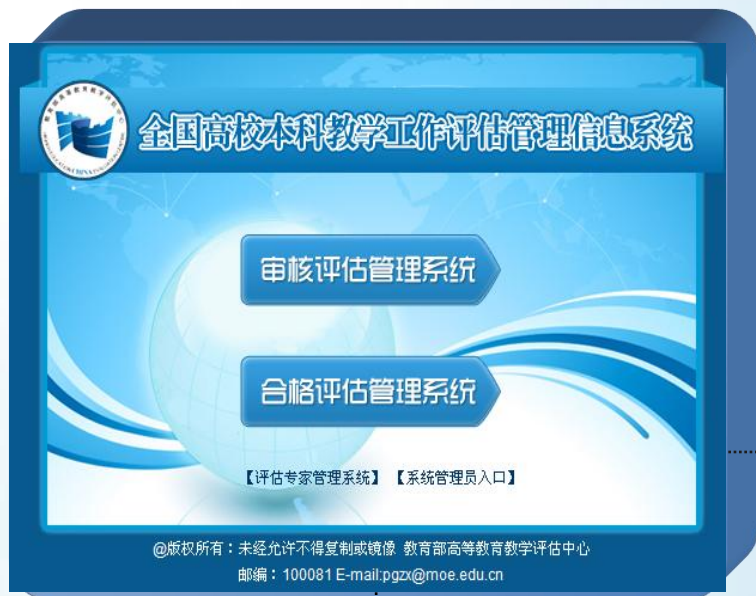 全国高校本科教学工作评估管理信息系统
审核评估管理系统
合格评估管理系统
【评估专家管理系统】 【系统管理员入口】
@版权所有：未经允许不得复制或镜像 教育部高等教育教学评估中心
邮编：100081 E-mail:pgzx@moe.edu.cn